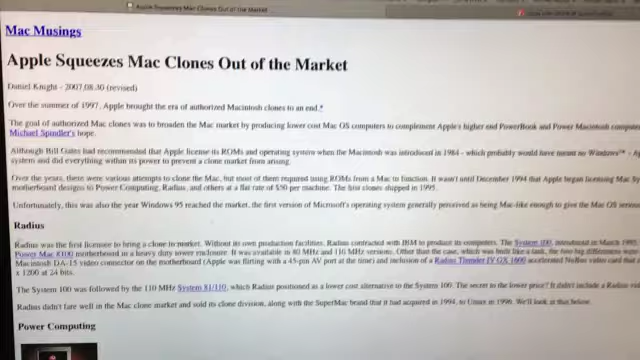 Apple Squeezes Mac Clones Out of the Market
Mac Musings
Apple Squeezes Mac Clones Out of the Market
Daniel Knight - 2007.08.30 (revised)
Over the summer of 1997, Apple brought the era of authorized Macintosh clones to an end.*
The goal of authorized Mac clones was to broaden the Mac market by producing lower cost Mac OS computers to complement Apple's higher end PowerBook and Power Macintosh
Michael Spindler's hope.
Although Bill Gates had recommended that Apple license its ROMs and operating system when the Macintosh was introduced in 1984 - which probably would have meant no Windows™ -
system and did everything within its power to prevent a clone market from arising.
Over the years, there were various attempts to clone the Mac, but most of them required using ROMs from a Mac to function. It wasn't until December 1994 that Apple began licensing Mac
motherboard designs to Power Computing, Radius, and others at a flat rate of $50 per machine. The first clones shipped in 1995.
Unfortunately, this was also the year Windows 95 reached the market, the first version of Microsoft's operating system generally perceived as being Mac-like enough to give the Mac OS
Radius
Radius was the first licensee to bring a clone to market. Without its own production facilities, Radius contracted with IBM to produce its computers. The System 100, introduced in March 1995,
Power Mac 8100 motherboard in a heavy duty tower enclosure. It was available in 80 MHz and 110 MHz versions. Other than the case, which was built like a tank, the two big differences were
Macintosh DA-15 video connector on the motherboard (Apple was flirting with a 45-pin AV port at the time) and inclusion of a Radius Thunder IV GX 1600 accelerated NuBus video card that
x 1200 at 24 bits.
The System 100 was followed by the 110 MHz System 81/110, which Radius positioned as a lower cost alternative to the System 100. The secret to the lower price? It didn't include a Radius
Radius didn't fare well in the Mac clone market and sold its clone division, along with the SuperMac brand that it had acquired in 1994, to Umax in 1996. We'll look at this below.
Power Computing